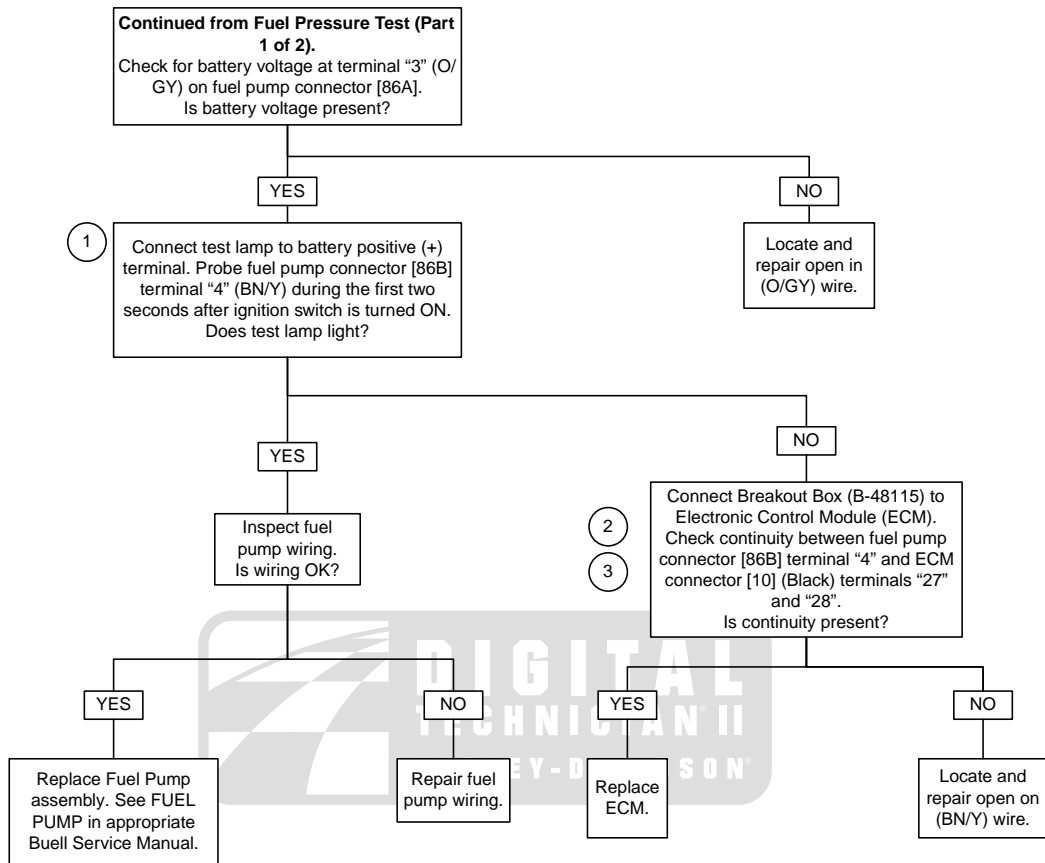 Continued from Fuel Pressure Test (Part
1 of 2).
Check for battery voltage at terminal “3” (O/
GY) on fuel pump connector [86A].
Is battery voltage present?
YES
NO
1
Connect test lamp to battery positive (+)
terminal. Probe fuel pump connector [86B]
terminal “4” (BN/Y) during the first two
seconds after ignition switch is turned ON.
Does test lamp light?
Locate and
repair open in
(O/GY) wire.
YES
NO
Inspect fuel
pump wiring.
Is wiring OK?
2
3
Connect Breakout Box (B-48115) to
Electronic Control Module (ECM).
Check continuity between fuel pump
connector [86B] terminal “4” and ECM
connector [10] (Black) terminals “27”
and “28”.
Is continuity present?
DIGITAL
TECHNICIAN® II
YES
NO
YES
NO
Replace Fuel Pump
assembly. See FUEL
PUMP in appropriate
Buell Service Manual.
Repair fuel
pump wiring.
Replace
ECM.
Locate and
repair open on
(BN/Y) wire.